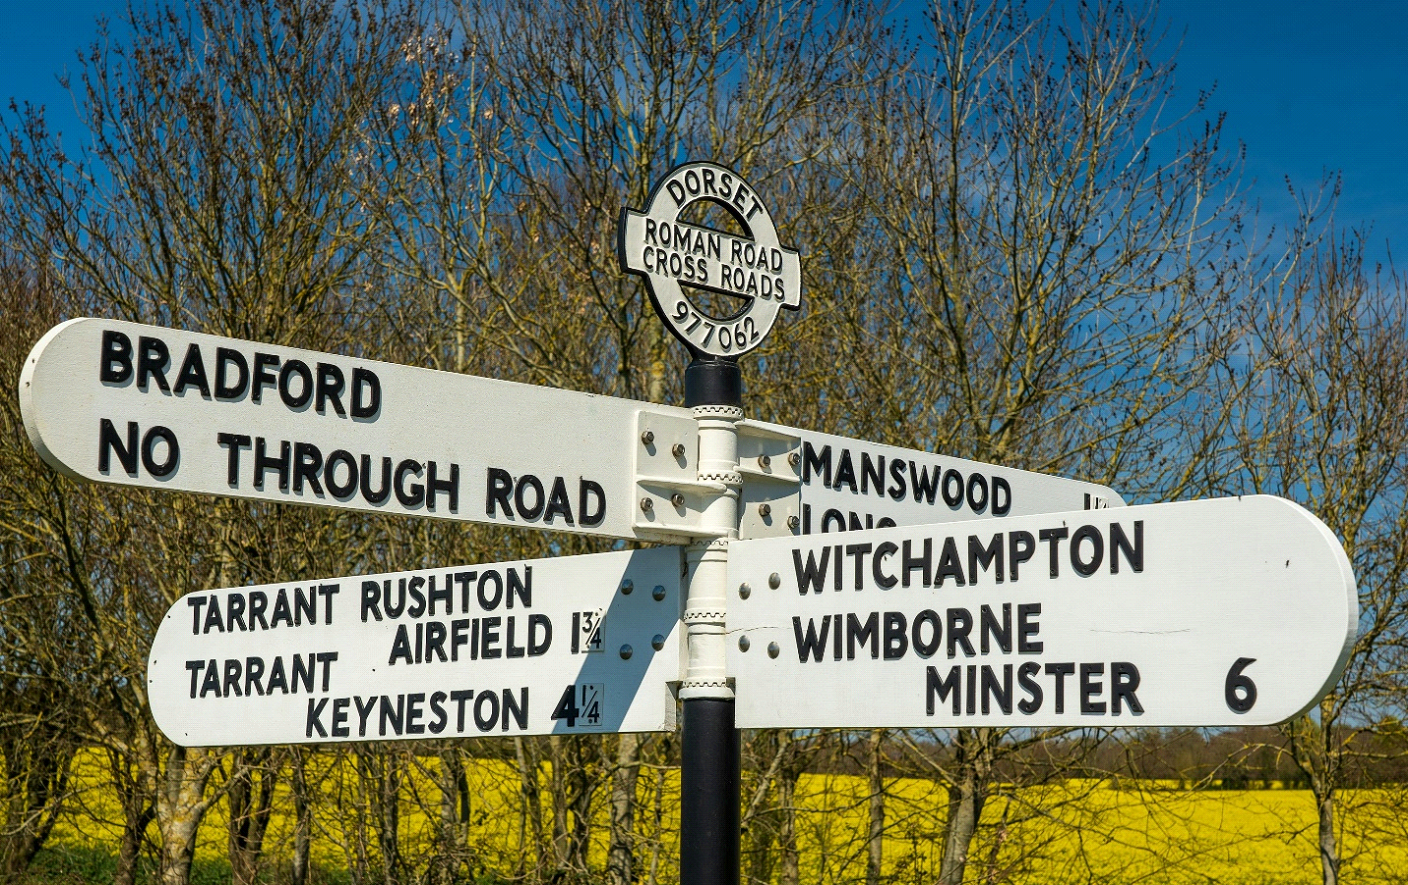 DORSET
ROMAN ROAD
CROSS ROADS
977062
BRADFORD
NO THROUGH ROAD
MANSWOOD
TARRANT RUSHTON
AIRFIELD 1¾
TARRANT
KEYNESTON 4¼
WITCHAMPTON
WIMBORNE
MINSTER 6